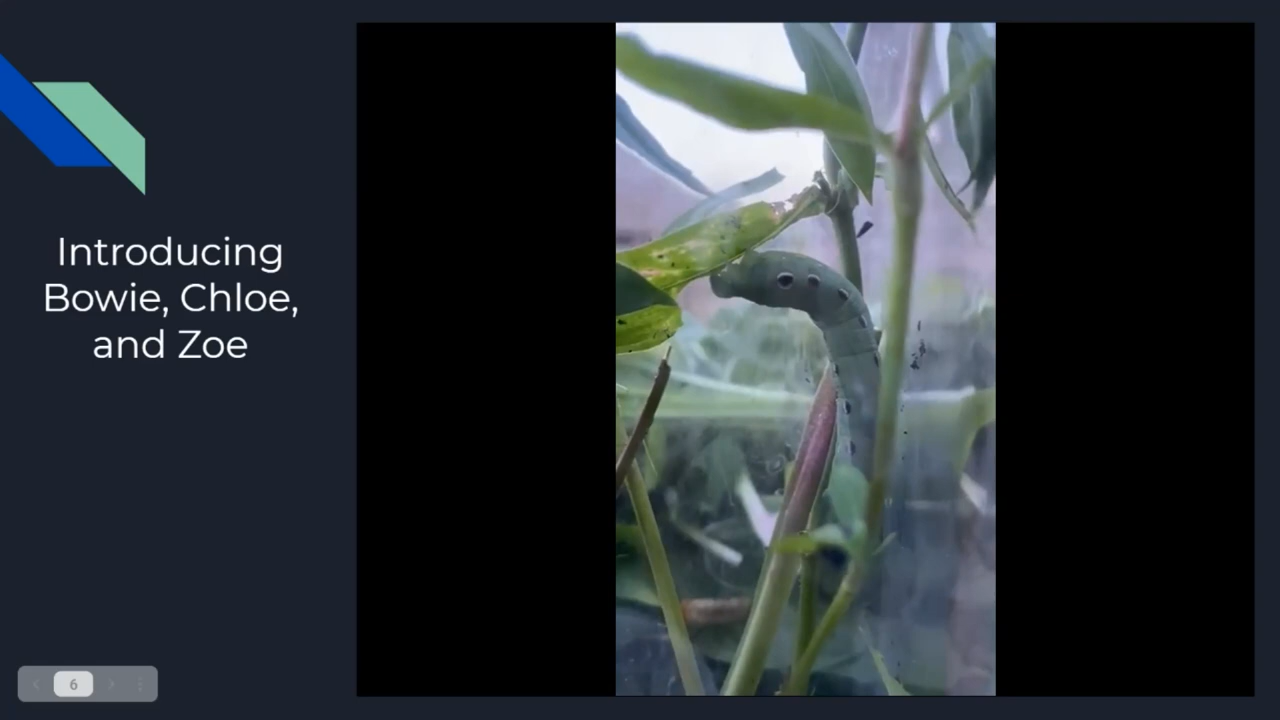 Introducing
Bowie, Chloe,
and Zoe
6